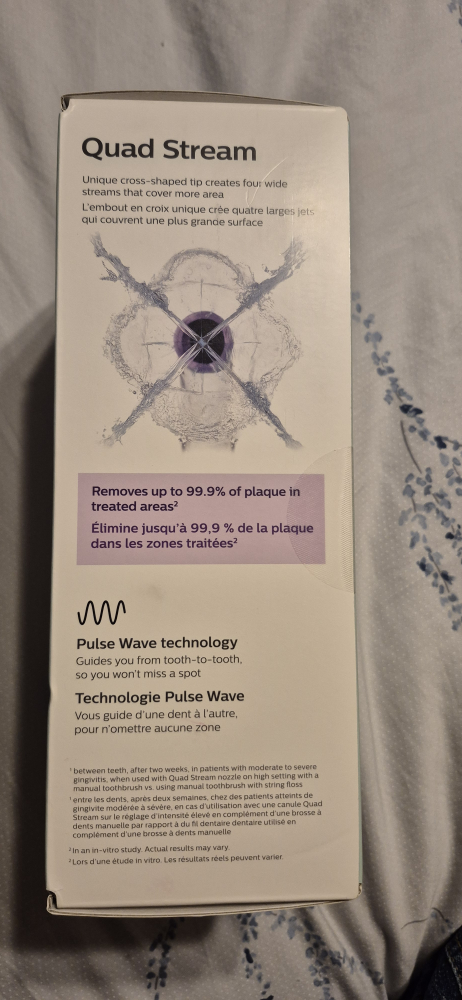 Quad Stream
Unique cross-shaped tip creates four wide
streams that cover more area
L'embout en croix unique crée quatre larges jets
qui couvrent une plus grande surface
Removes up to 99.9% of plaque in
treated areas²
Élimine jusqu'à 99,9 % de la plaque
dans les zones traitées²
Pulse Wave technology
Guides you from tooth-to-tooth,
so you won't miss a spot
Technologie Pulse Wave
Vous guide d'une dent à l'autre,
pour n'omettre aucune zone
¹ between teeth, after two weeks, in patients with moderate to severe
gingivitis, when used with Quad Stream nozzle on high setting with a
manual toothbrush vs. using manual toothbrush with string floss
¹ entre les dents, après deux semaines, chez des patients atteints de
gingivite modérée à sévère, en cas d'utilisation avec une canule Quad
Stream sur le réglage d'intensité élevé en complément d'une brosse à
dents manuelle par rapport à du fil dentaire dentaire utilisé en
complément d'une brosse à dents manuelle
² In an in-vitro study. Actual results may vary.
² Lors d'une étude in vitro. Les résultats réels peuvent varier.